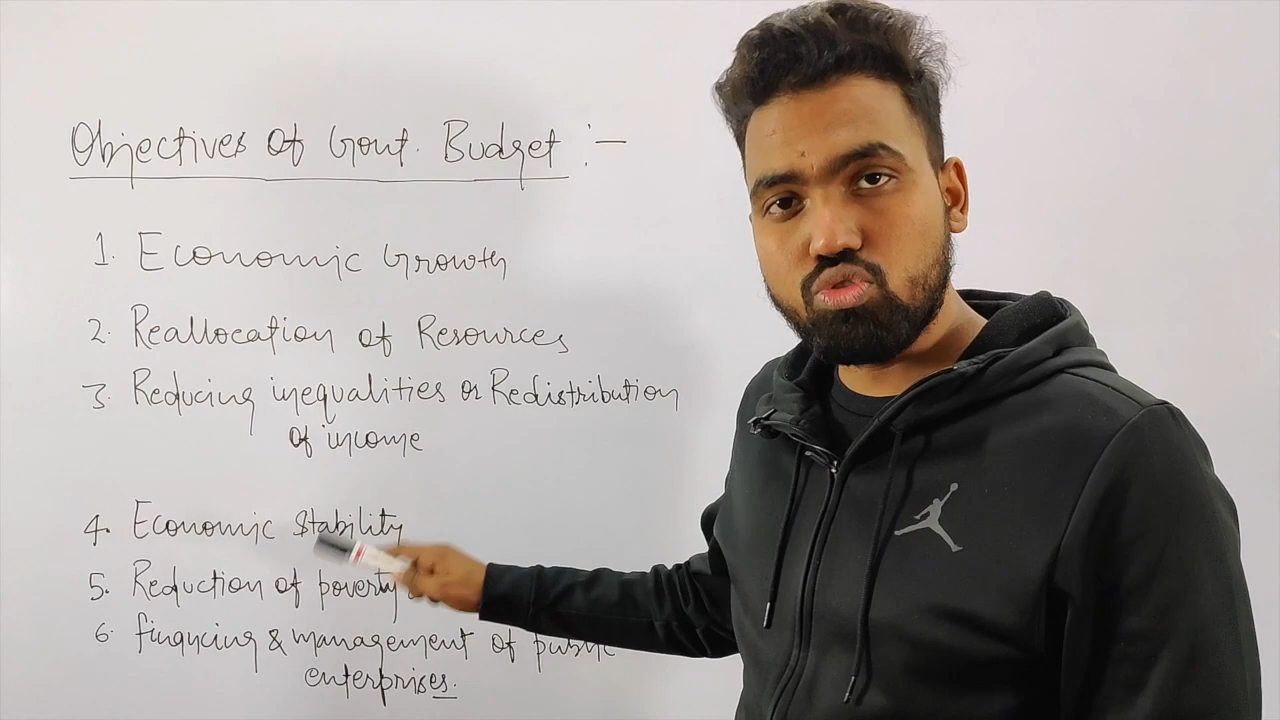 Objectives of Govt. Budget :-
1. Economic Growth
2. Reallocation of Resources
3. Reducing inequalities or Redistribution
of income
4. Economic Stability
5. Reduction of poverty
6. financing & management of public
enterprises.